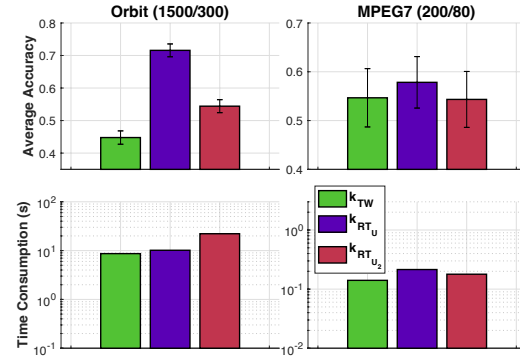 Orbit (1500/300)
MPEG7 (200/80)
Average Accuracy
0.8
0.7
0.6
0.5
0.4
0.7
0.6
0.5
0.4
Time Consumption (s)
10²
10¹
10⁰
10⁻¹
10⁰
10⁻¹
10⁻²
k_TW
k_RT_U
k_RT_U₂